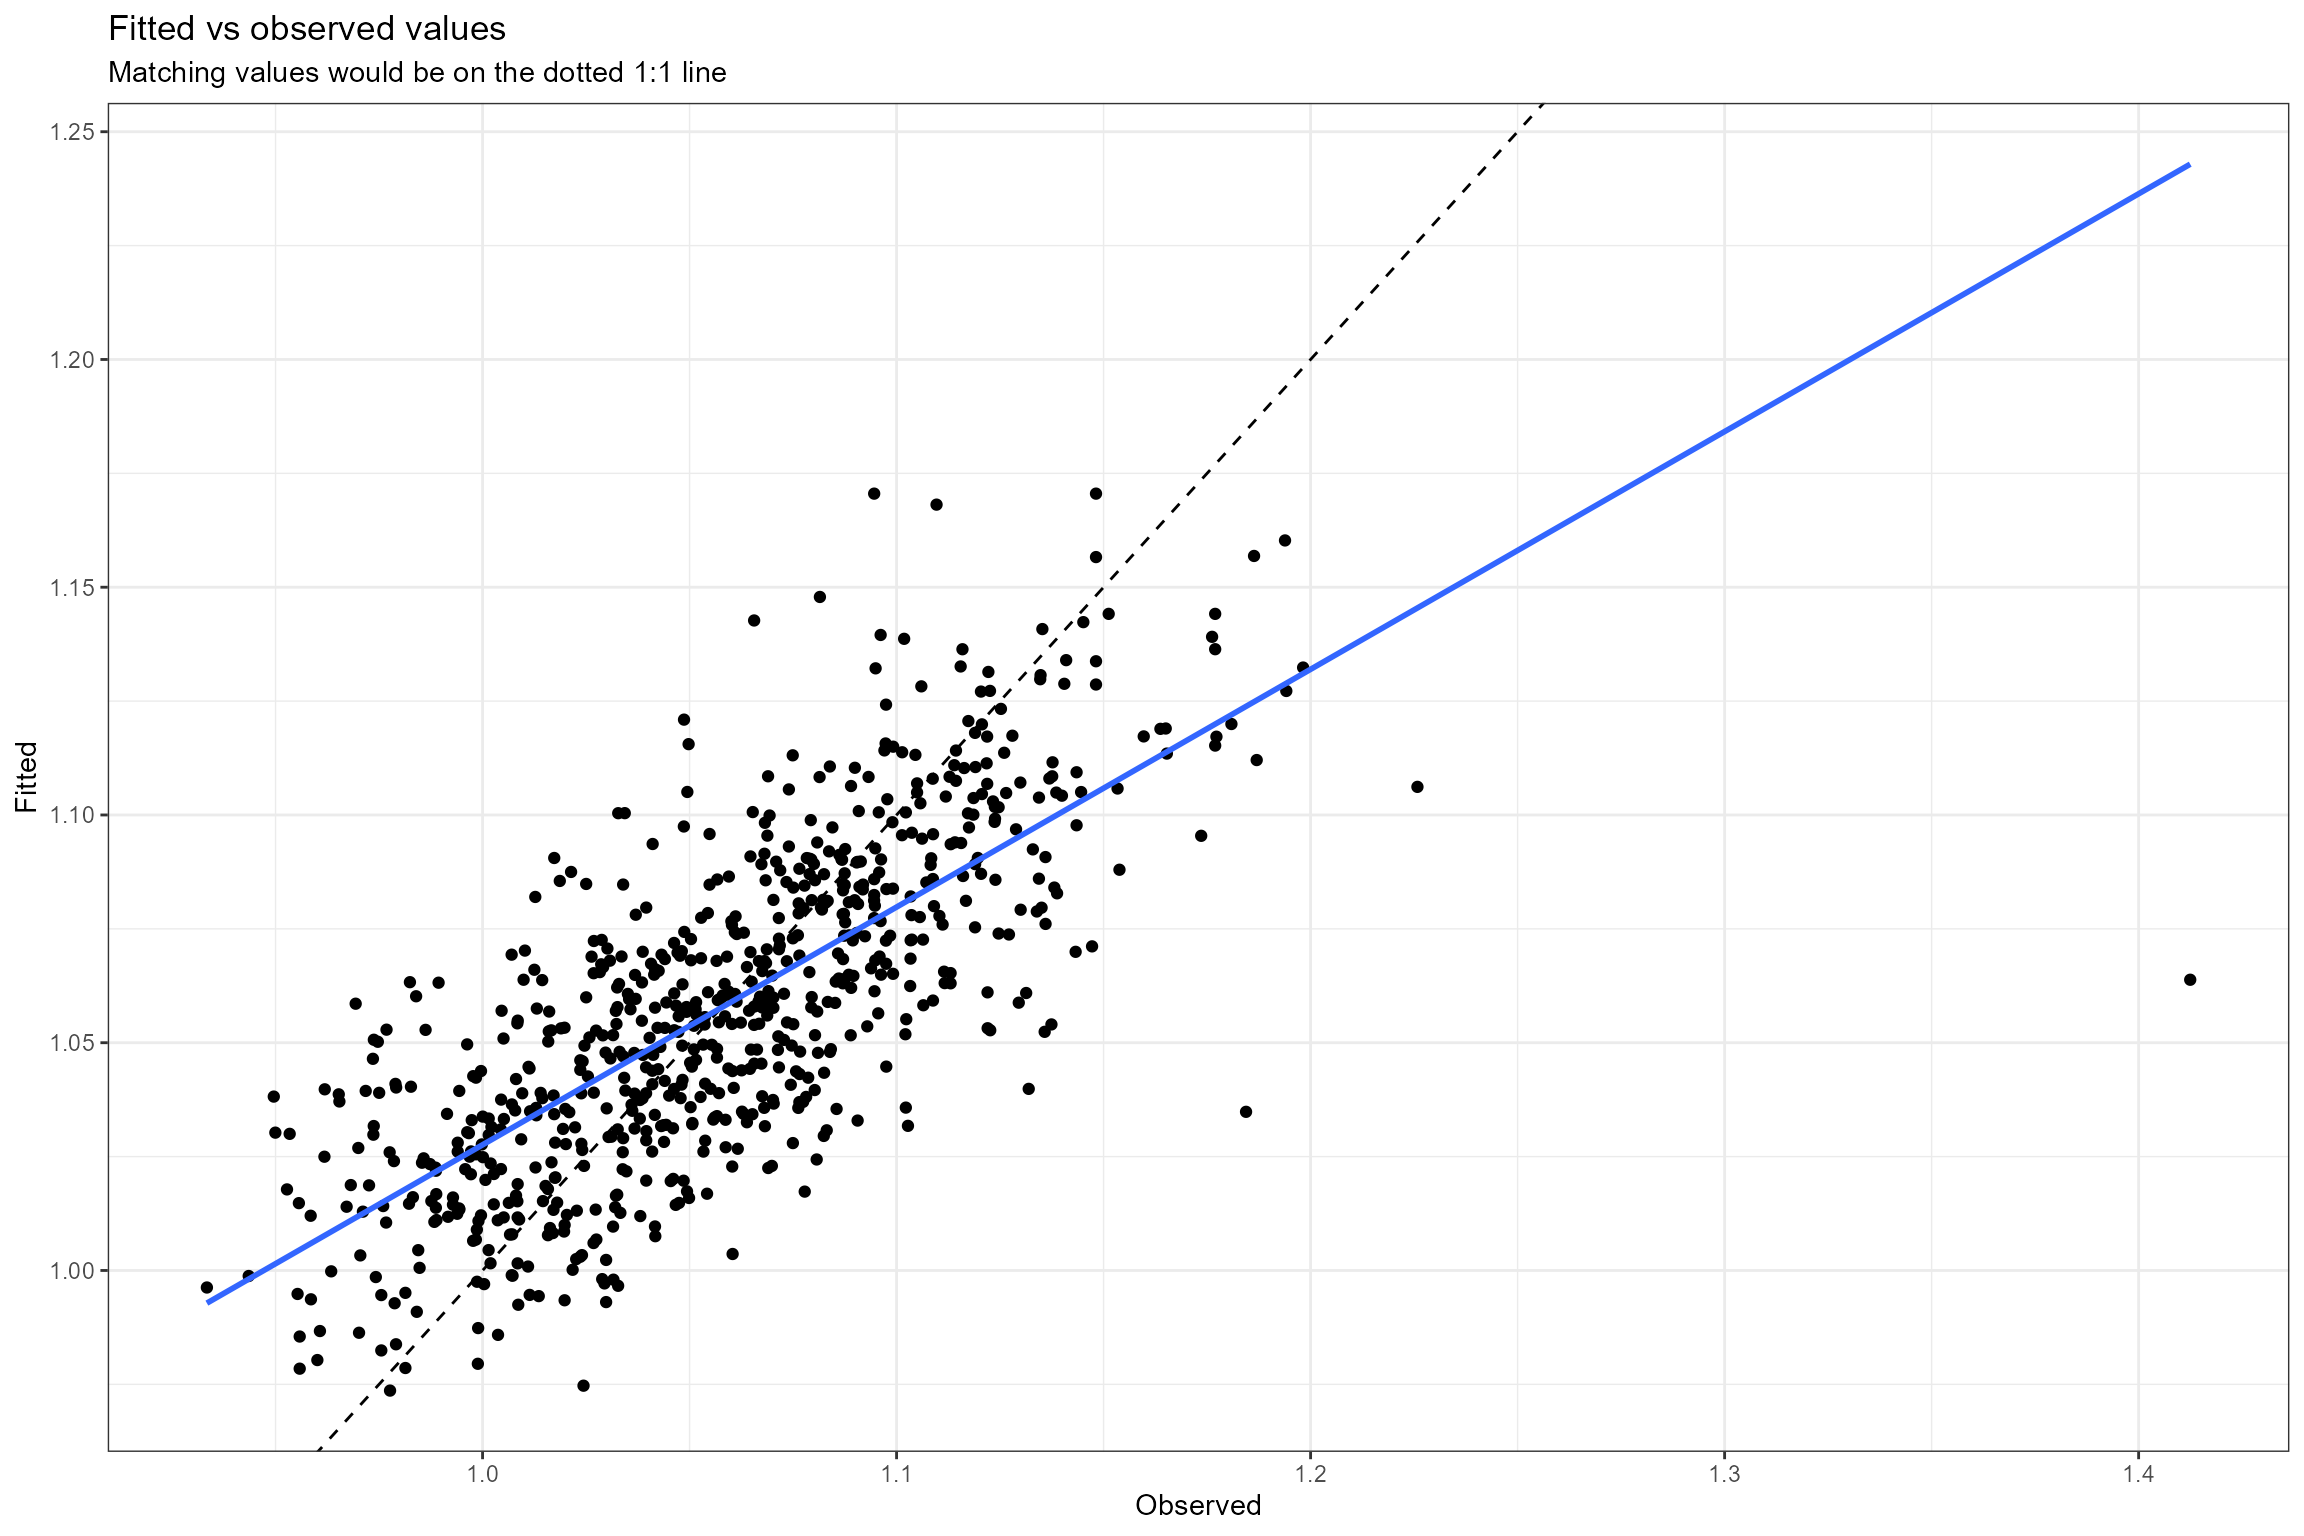 Fitted vs observed values
Matching values would be on the dotted 1:1 line
1.25
1.20
1.15
1.10
1.05
1.00
Fitted
1.0
1.1
1.2
1.3
1.4
Observed